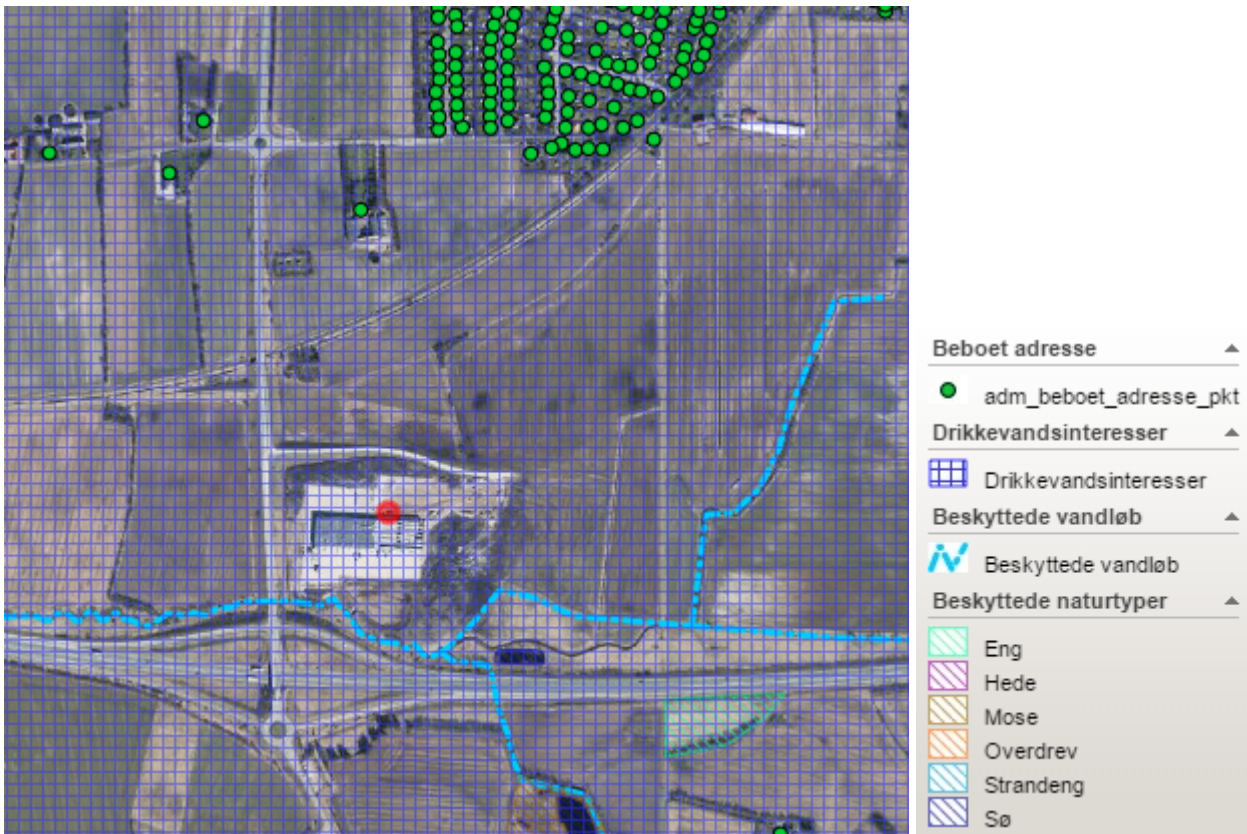 Beboet adresse
adm_beboet_adresse_pkt
Drikkevandsinteresser
Drikkevandsinteresser
Beskyttede vandløb
Beskyttede vandløb
Beskyttede naturtyper
Eng
Hede
Mose
Overdrev
Strandeng
Sø